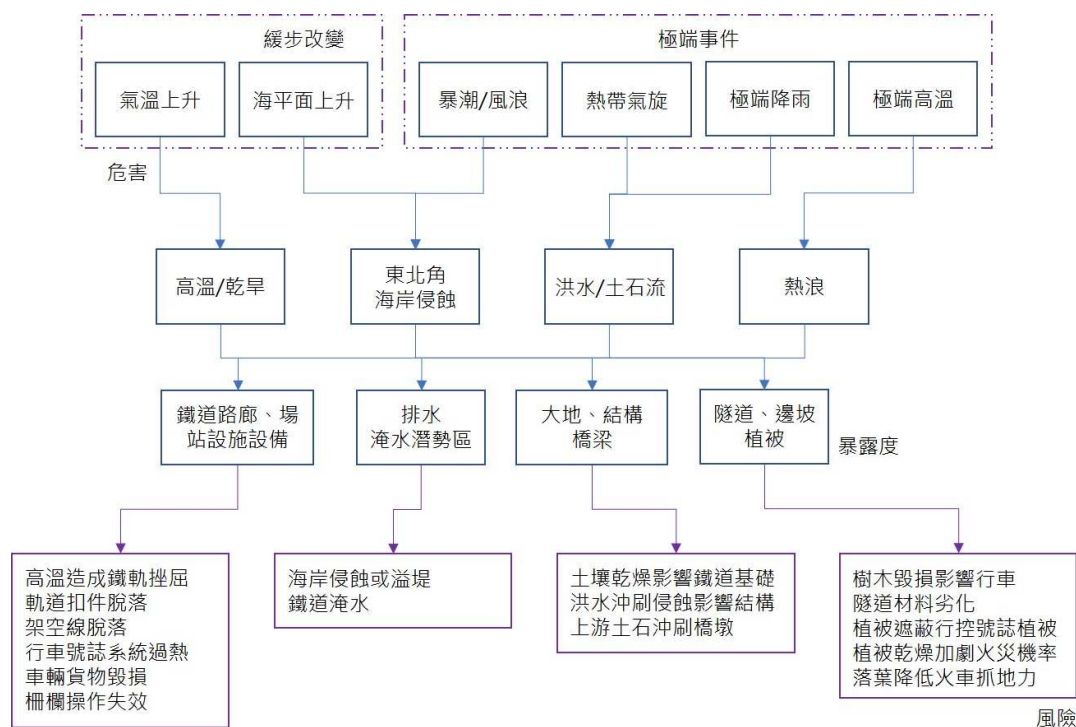 緩步改變
極端事件
氣溫上升
海平面上升
暴潮/風浪
熱帶氣旋
極端降雨
極端高溫
危害
高溫/乾旱
東北角
海岸侵蝕
洪水/土石流
熱浪
鐵道路廊、場
站設施設備
排水
淹水潛勢區
大地、結構
橋梁
隧道、邊坡
植被
暴露度
高溫造成鐵軌挫屈
軌道扣件脫落
架空線脫落
行車號誌系統過熱
車輛貨物毀損
柵欄操作失效
海岸侵蝕或溢堤
鐵道淹水
土壤乾燥影響鐵道基礎
洪水沖刷侵蝕影響結構
上游土石沖刷橋墩
樹木毀損影響行車
隧道材料劣化
植被遮蔽行控號誌植被
植被乾燥加劇火災機率
落葉降低火車抓地力
風險